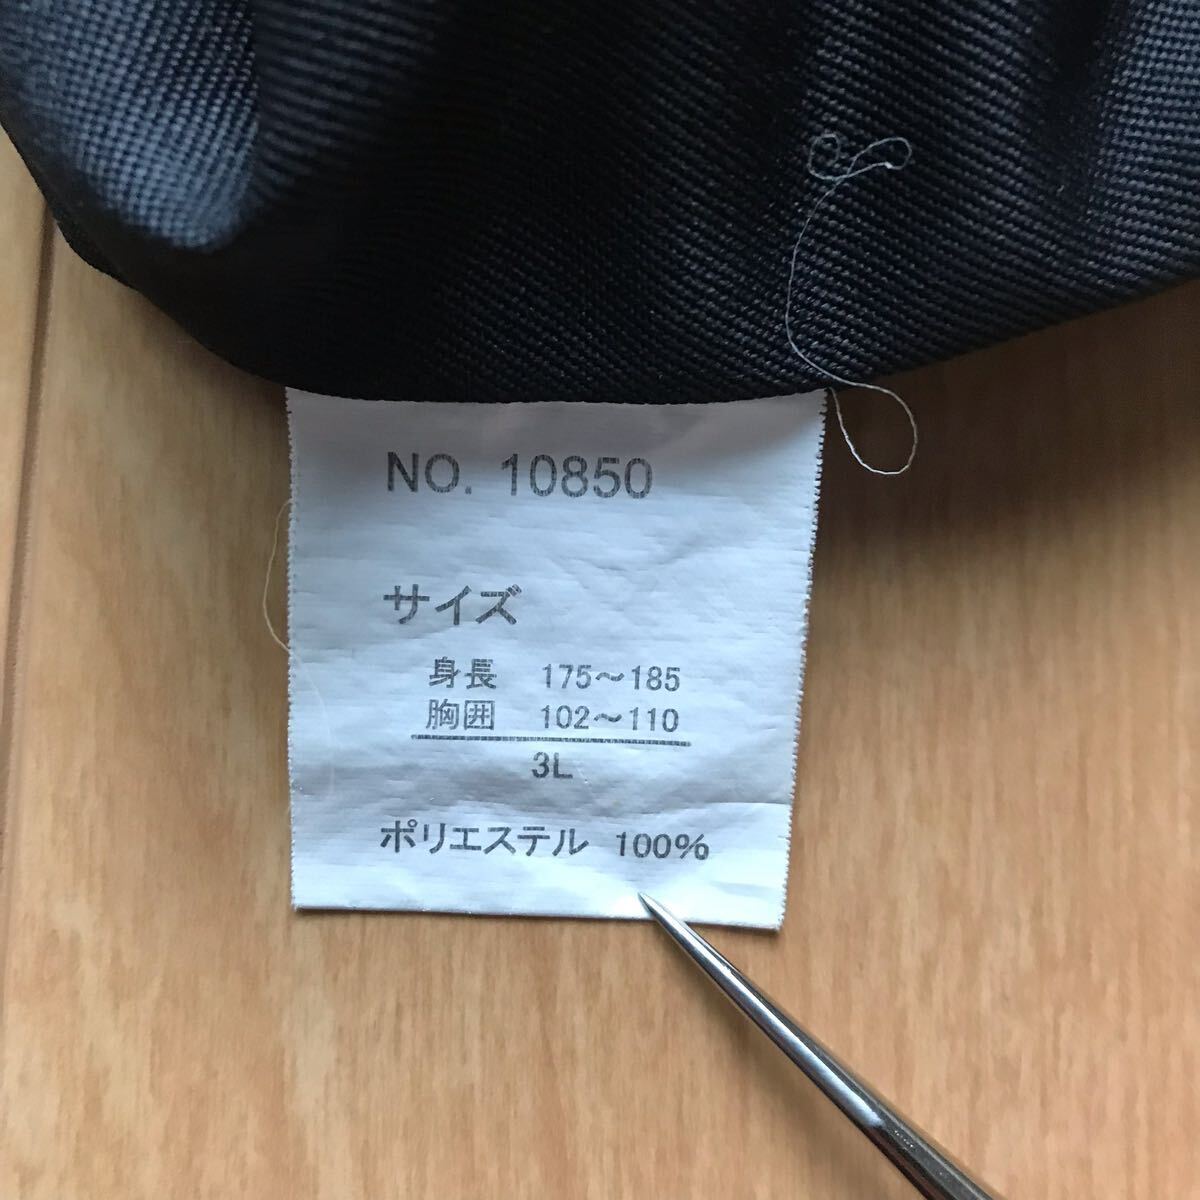 NO. 10850
サイズ
身長 175〜185
胸囲 102〜110
3L
ポリエステル 100%